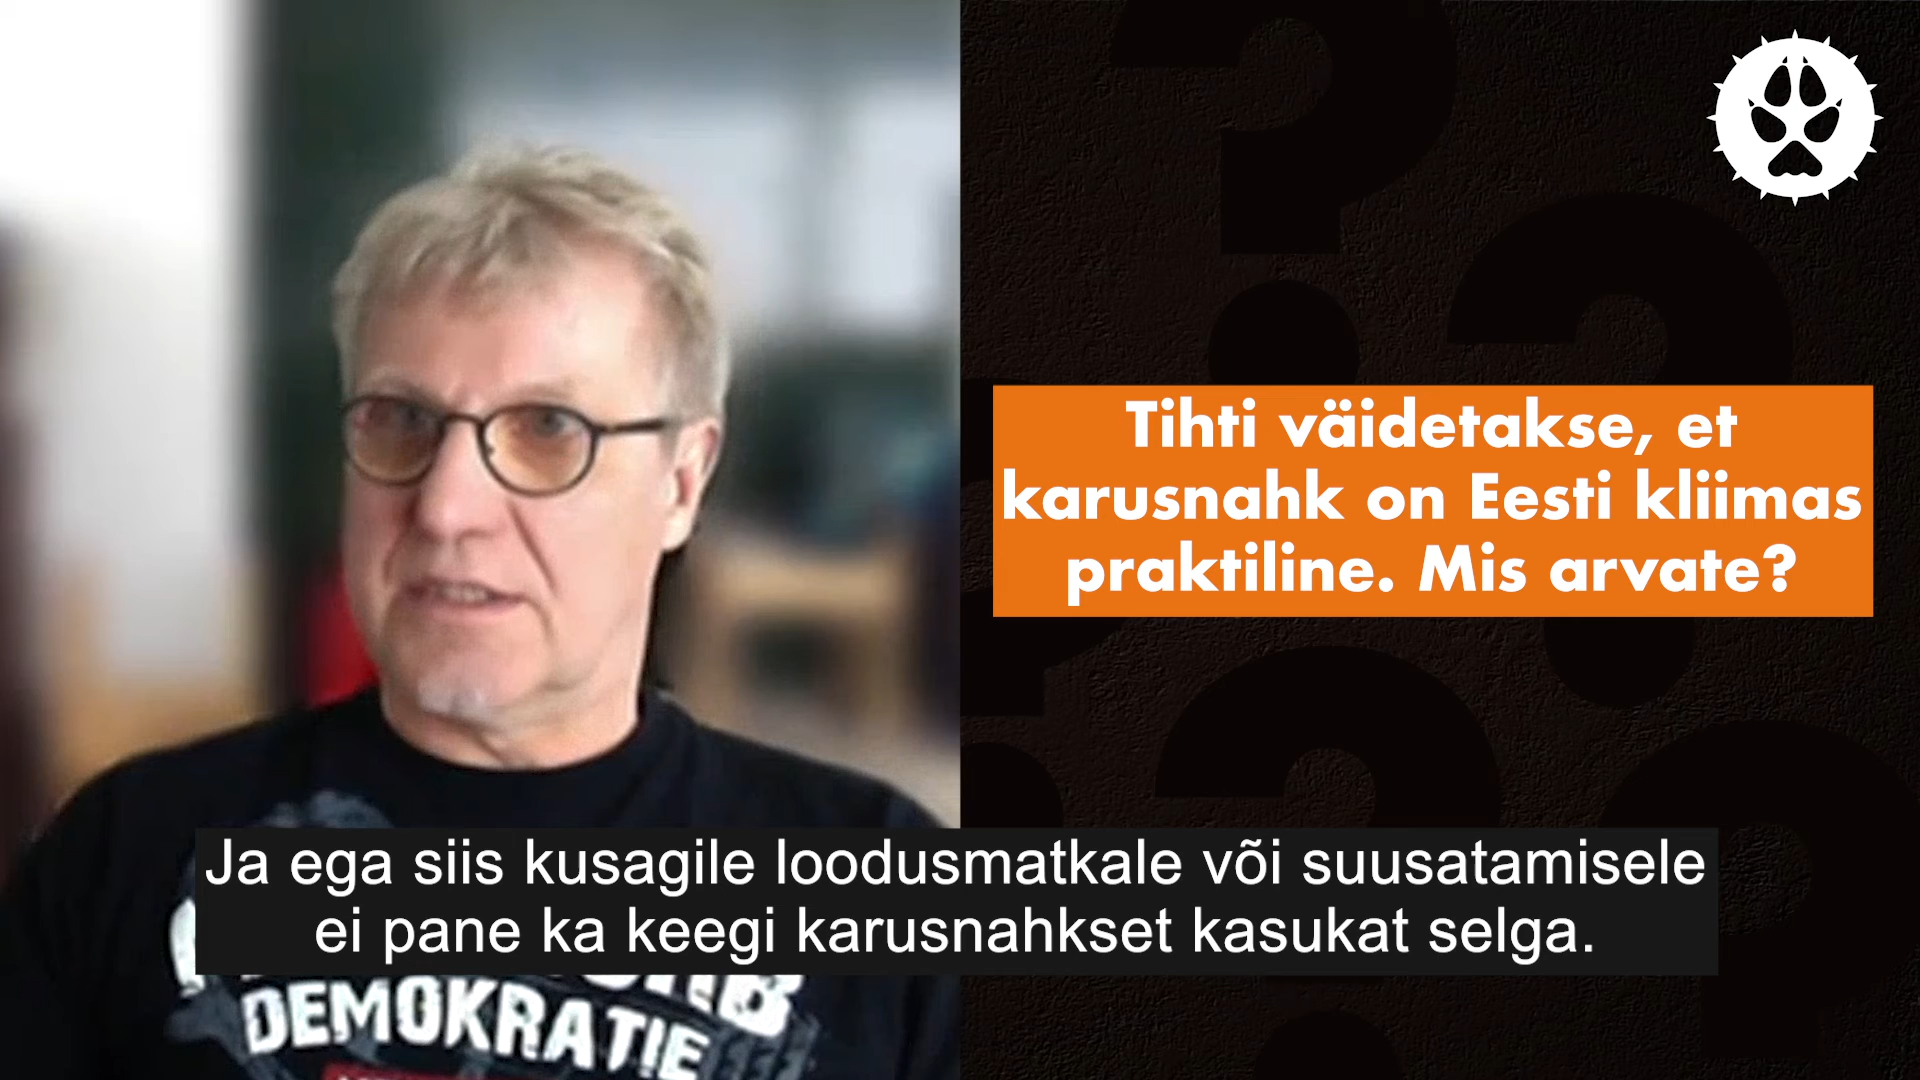 Tihti väidetakse, et
karusnahk on Eesti kliimas
praktiline. Mis arvate?
Ja ega siis kusagile loodusmatkale või suusatamisele
ei pane ka keegi karusnahkset kasukat selga.
DEMOKRATIE